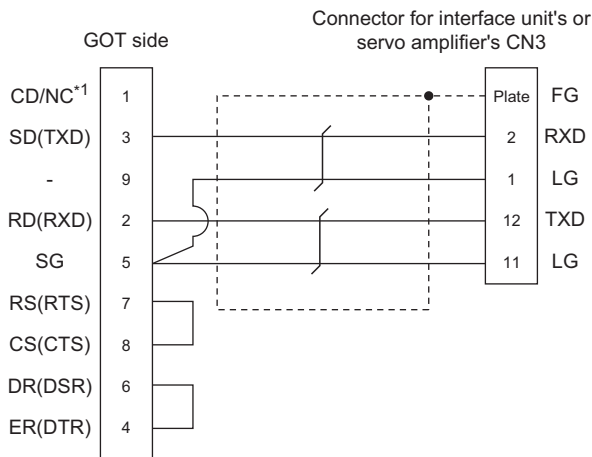 Connector for interface unit's or
servo amplifier's CN3
GOT side
CD/NC*1 1 Plate FG
SD(TXD) 3 2 RXD
- 9 1 LG
RD(RXD) 2 12 TXD
SG 5 11 LG
RS(RTS) 7
CS(CTS) 8
DR(DSR) 6
ER(DTR) 4